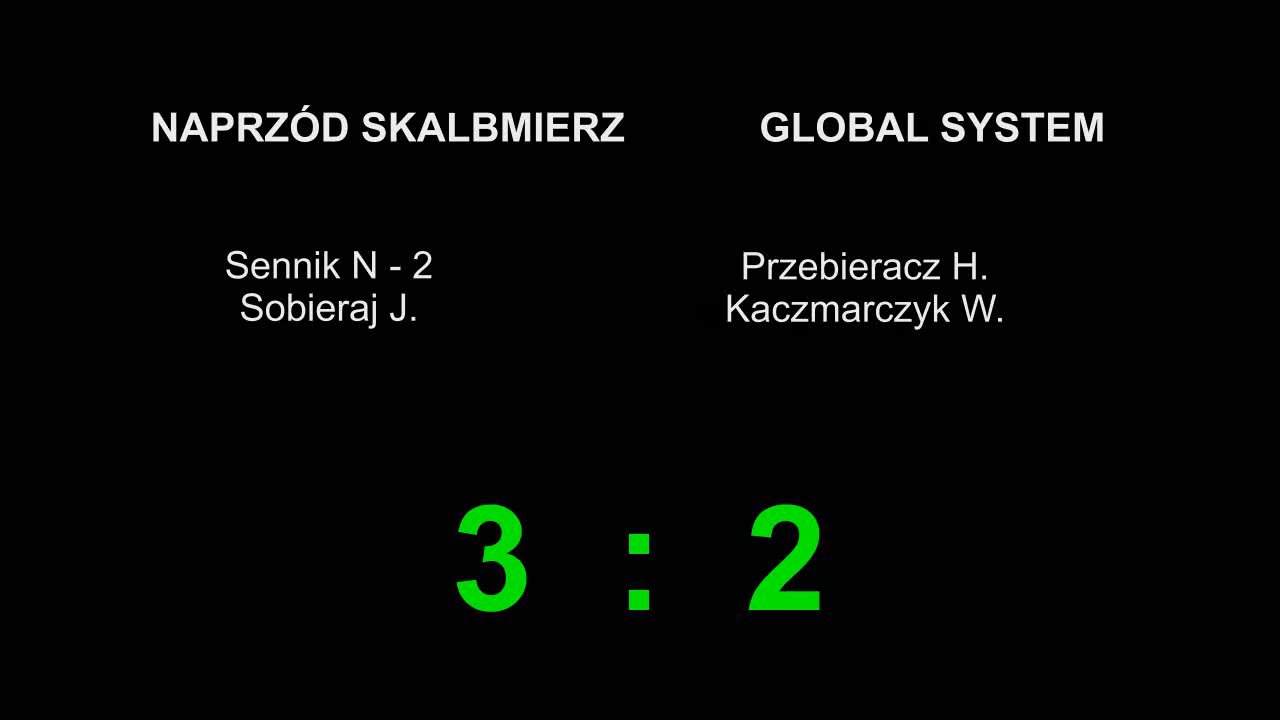 NAPRZÓD SKALBMIERZ
GLOBAL SYSTEM
Sennik N - 2
Sobieraj J.
Przebieracz H.
Kaczmarczyk W.
3 : 2